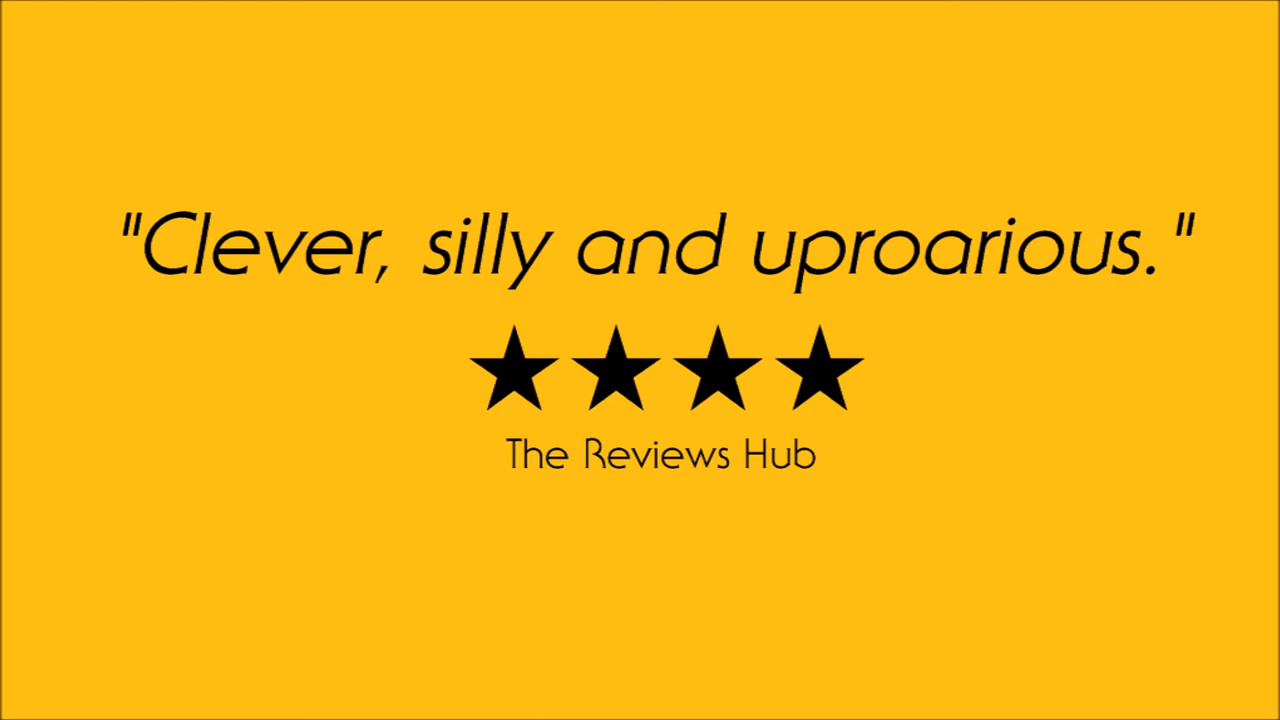 "Clever, silly and uproarious."
★★★★
The Reviews Hub